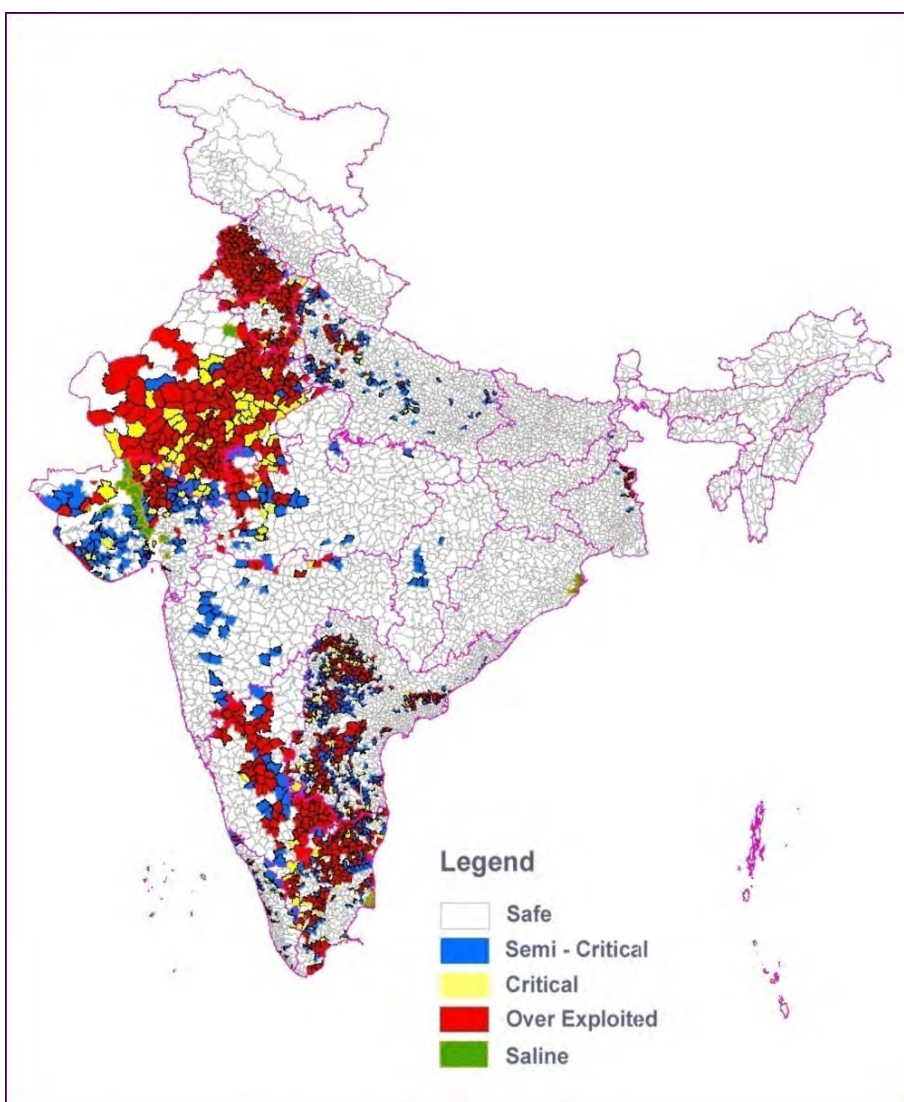 Legend
Safe
Semi - Critical
Critical
Over Exploited
Saline